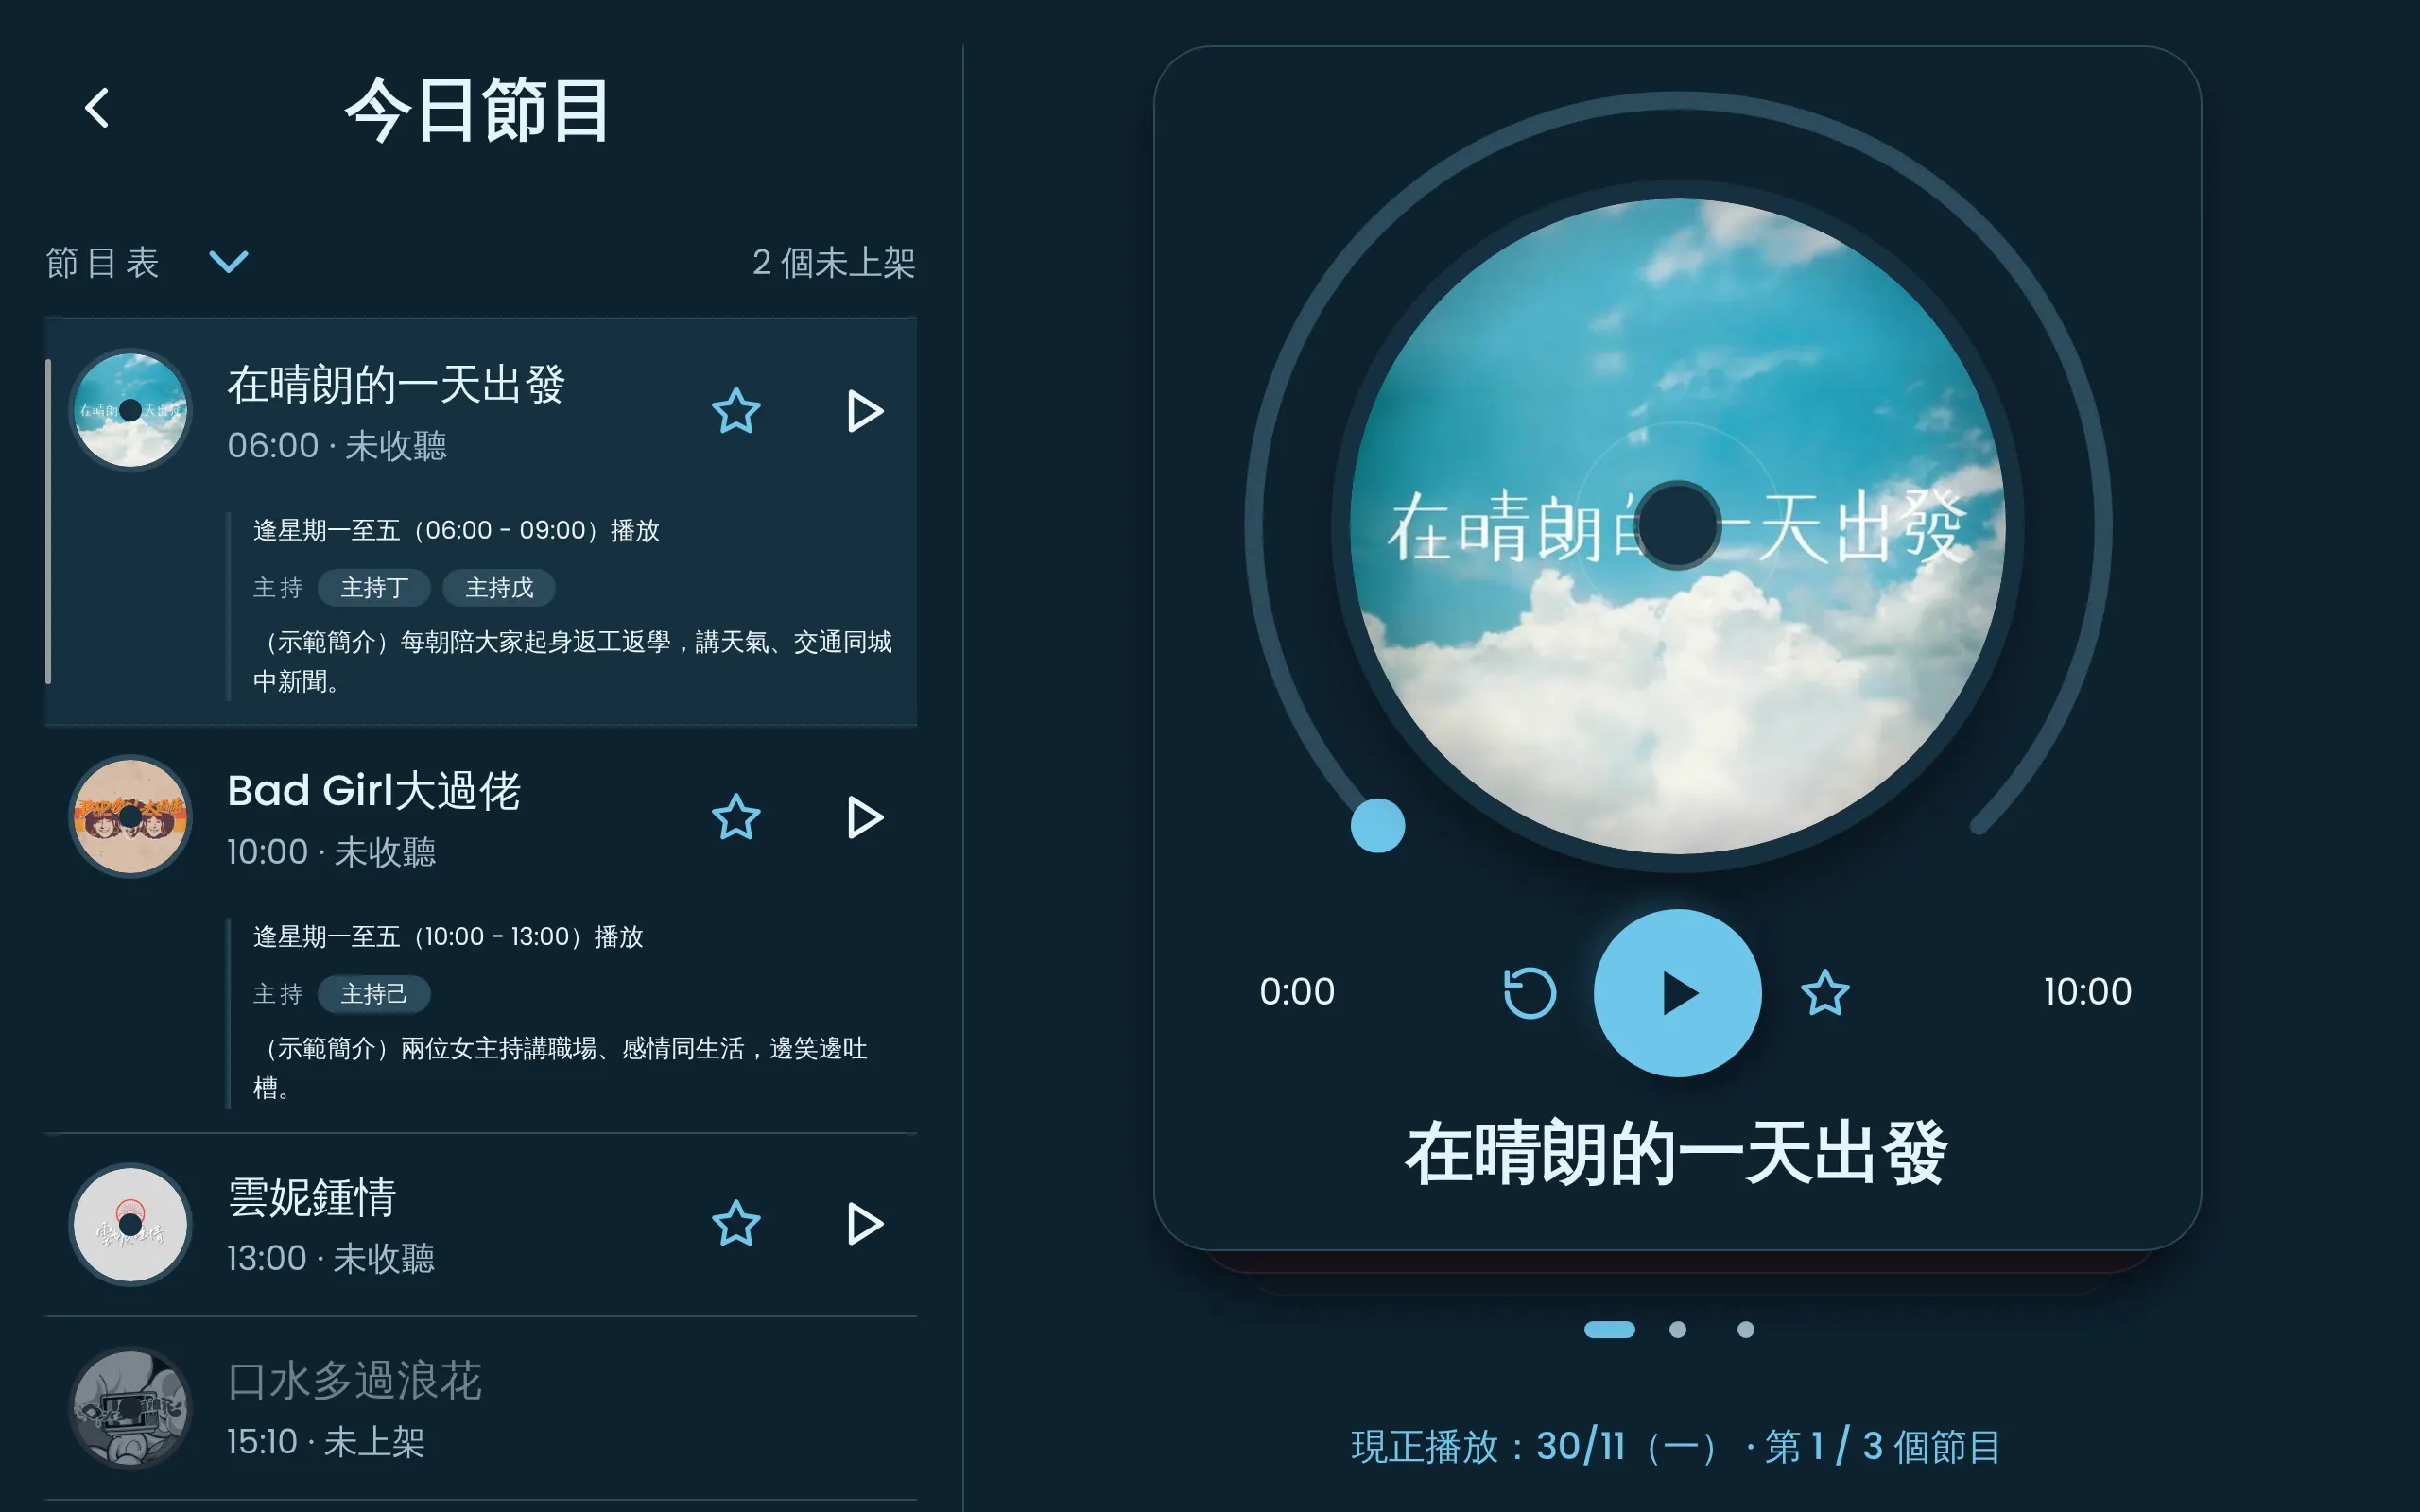 今日節目
節目表
2 個未上架
在晴朗的一天出發
06:00 · 未收聽
逢星期一至五（06:00 - 09:00）播放
主持 主持丁 主持戊
（示範簡介）每朝陪大家起身返工返學，講天氣、交通同城
中新聞。
Bad Girl大過佬
10:00 · 未收聽
逢星期一至五（10:00 - 13:00）播放
主持 主持己
（示範簡介）兩位女主持講職場、感情同生活，邊笑邊吐
槽。
雲妮鍾情
13:00 · 未收聽
口水多過浪花
15:10 · 未上架
在晴朗 一天出發
0:00
10:00
在晴朗的一天出發
現正播放：30/11（一） · 第 1 / 3 個節目